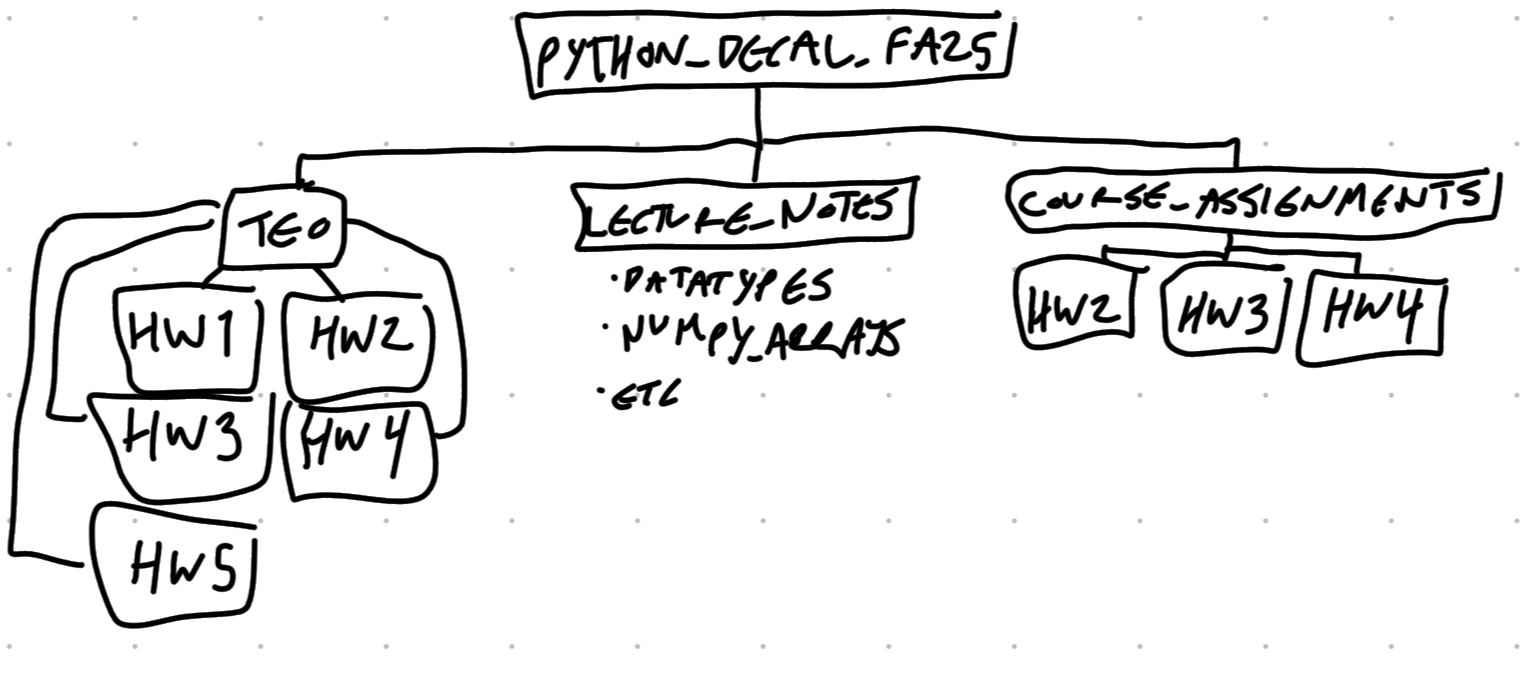 PYTHON_DECAL_FA25
TEO
LECTURE_NOTES
COURSE_ASSIGNMENTS
HW1
HW2
HW3
HW4
HW5
·DATATYPES
·NUMPY_ARRAYS
·ETC
HW2
HW3
HW4